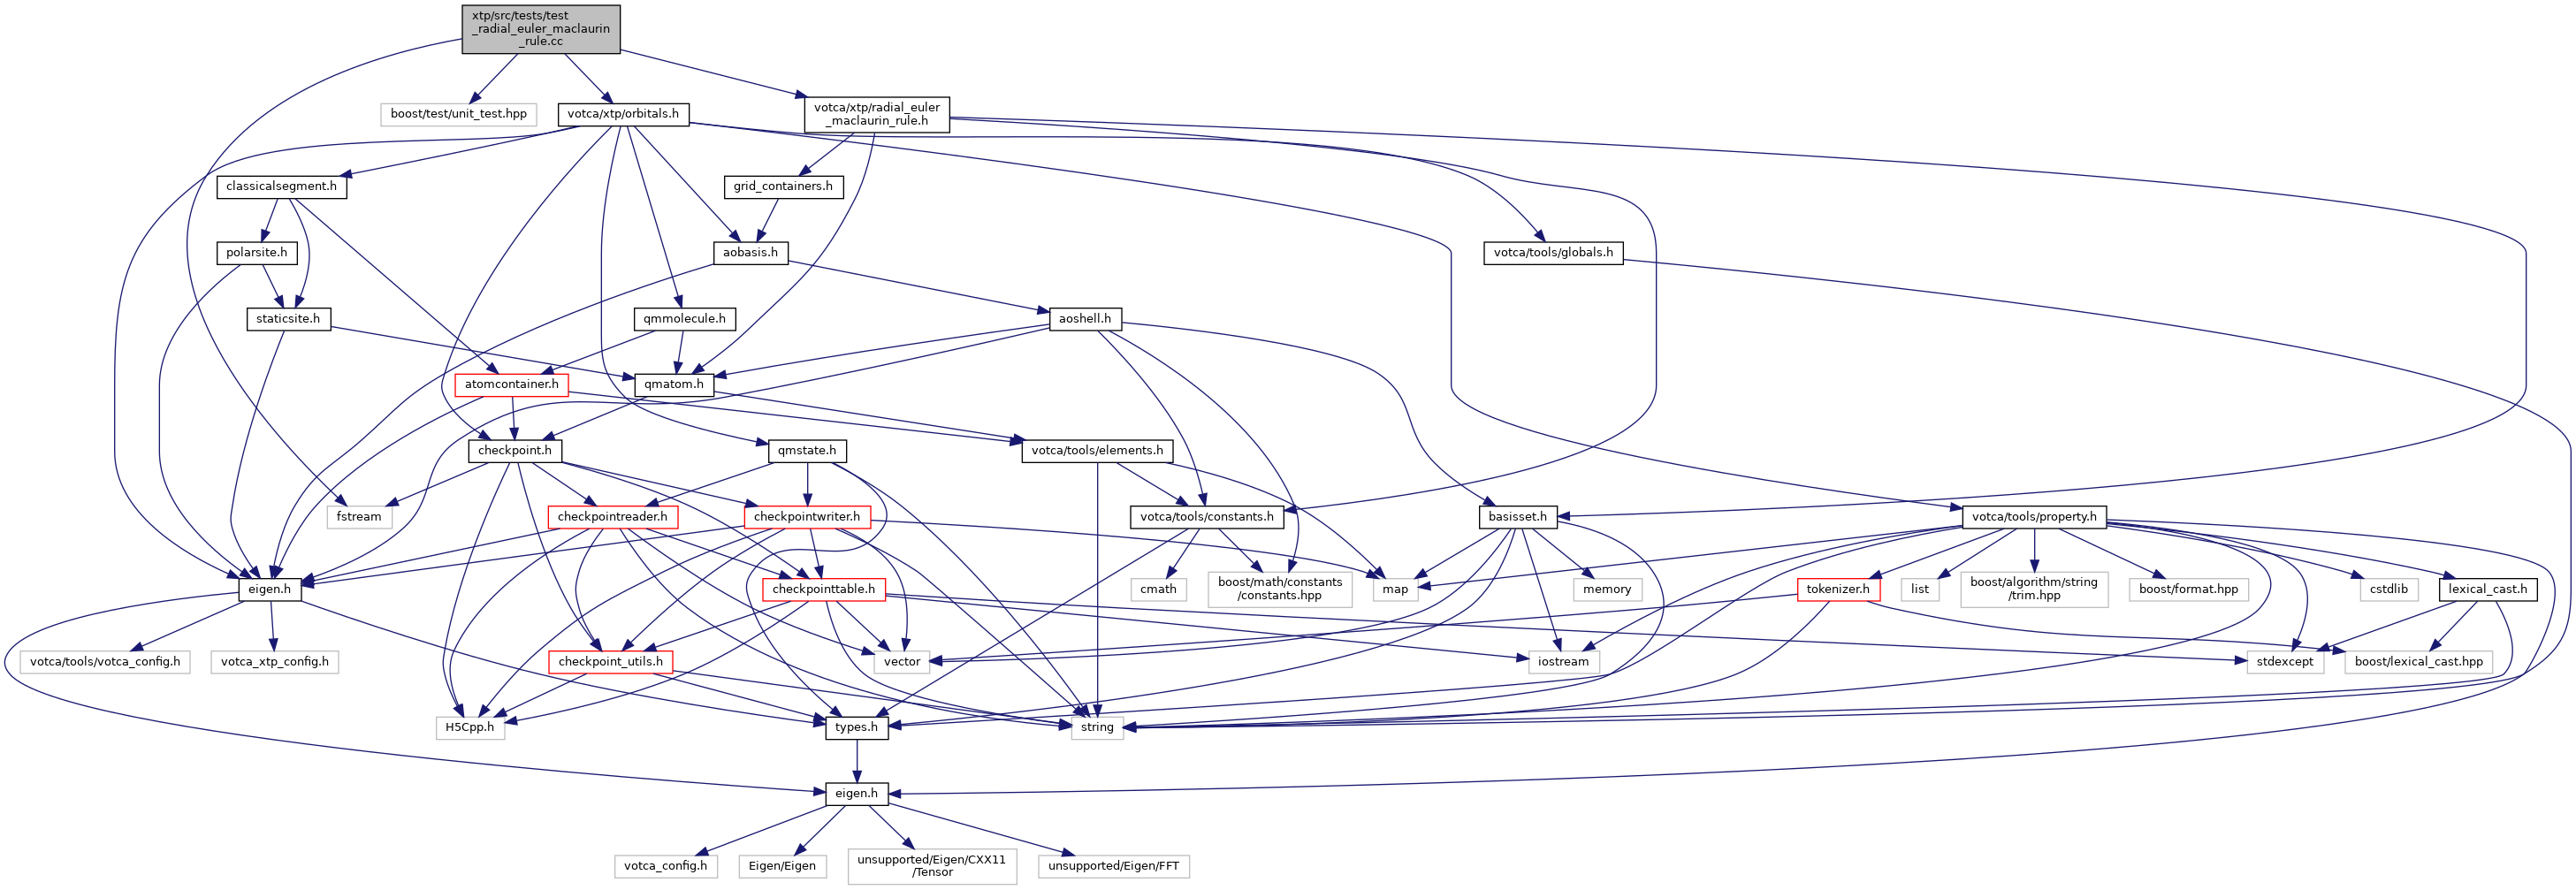 xtp/src/tests/test
_radial_euler_maclaurin
_rule.cc
boost/test/unit_test.hpp
votca/xtp/orbitals.h
votca/xtp/radial_euler
_maclaurin_rule.h
classicalsegment.h
grid_containers.h
polarsite.h
aobasis.h
votca/tools/globals.h
staticsite.h
qmmolecule.h
aoshell.h
atomcontainer.h
qmatom.h
checkpoint.h
qmstate.h
votca/tools/elements.h
fstream
checkpointreader.h
checkpointwriter.h
votca/tools/constants.h
basisset.h
votca/tools/property.h
eigen.h
checkpointtable.h
cmath
boost/math/constants
/constants.hpp
map
memory
tokenizer.h
list
boost/algorithm/string
/trim.hpp
boost/format.hpp
cstdlib
lexical_cast.h
votca/tools/votca_config.h
votca_xtp_config.h
checkpoint_utils.h
vector
iostream
stdexcept
boost/lexical_cast.hpp
H5Cpp.h
types.h
string
eigen.h
votca_config.h
Eigen/Eigen
unsupported/Eigen/CXX11
/Tensor
unsupported/Eigen/FFT